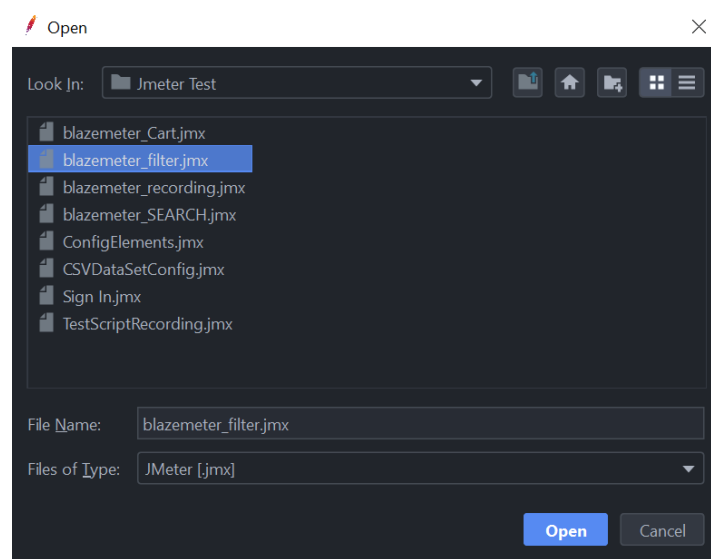 Open
Look In: Jmeter Test
blazemeter_Cart.jmx
blazemeter_filter.jmx
blazemeter_recording.jmx
blazemeter_SEARCH.jmx
ConfigElements.jmx
CSVDataSetConfig.jmx
Sign In.jmx
TestScriptRecording.jmx
File Name: blazemeter_filter.jmx
Files of Type: JMeter [.jmx]
Open Cancel